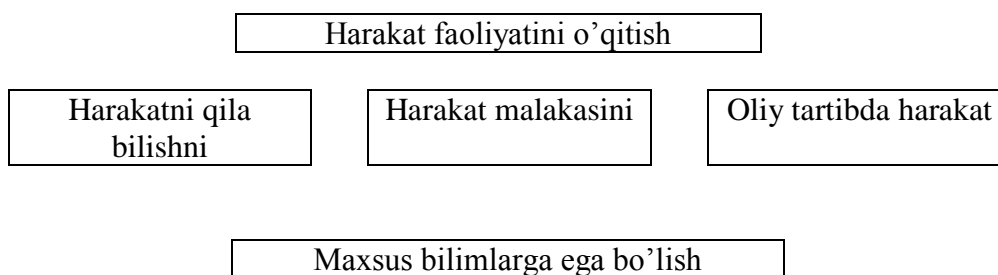 Harakat faoliyatini o’qitish
Harakatni qila
bilishni
Harakat malakasini
Oliy tartibda harakat
Maxsus bilimlarga ega bo’lish